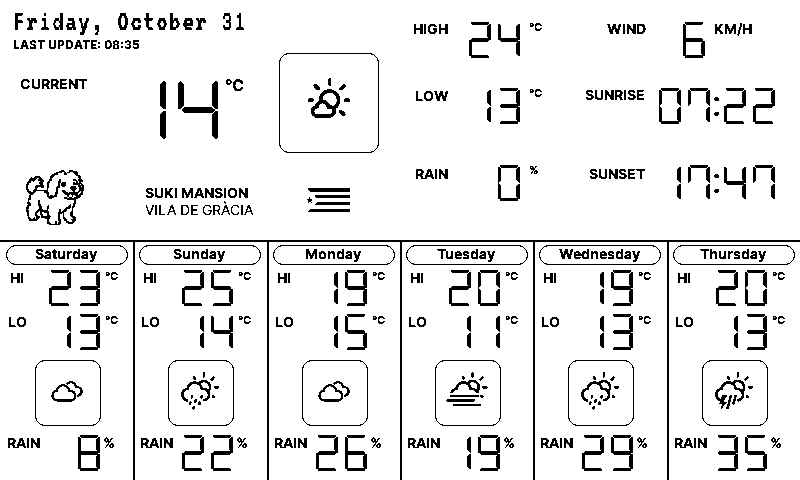 Friday, October 31
LAST UPDATE: 08:35
CURRENT 14 °C
SUKI MANSION
VILA DE GRÀCIA
HIGH 24 °C
LOW 13 °C
RAIN 0 %
WIND 6 KM/H
SUNRISE 07:22
SUNSET 17:47
Saturday
HI 23 °C
LO 13 °C
RAIN 8 %
Sunday
HI 25 °C
LO 14 °C
RAIN 22 %
Monday
HI 19 °C
LO 15 °C
RAIN 26 %
Tuesday
HI 20 °C
LO 11 °C
RAIN 19 %
Wednesday
HI 19 °C
LO 13 °C
RAIN 29 %
Thursday
HI 20 °C
LO 13 °C
RAIN 35 %